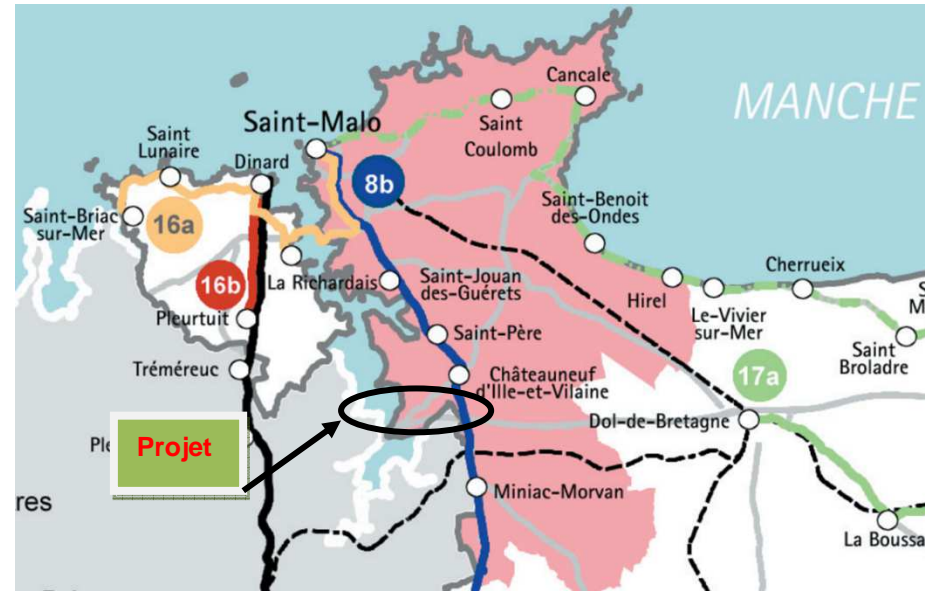 Cancale
MANCHE
Saint-Malo
Saint
Coulomb
Saint
Lunaire
Dinard
8b
Saint-Benoit
des-Ondes
Saint-Briac
sur-Mer
16a
Cherrueix
16b
La Richardais
Saint-Jouan
des-Guérets
Hirel
Pleurtuit
Le-Vivier
sur-Mer
Saint-Père
Saint
Broladre
Tréméreuc
Châteauneuf
d'Ille-et-Vilaine
17a
Dol-de-Bretagne
Projet
Miniac-Morvan
La Boussa